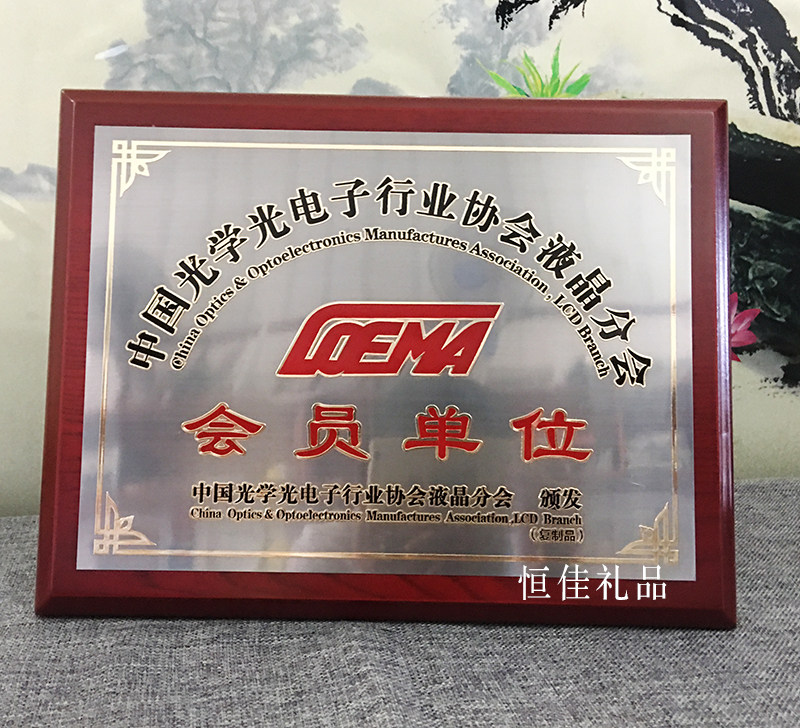 中国光学光电子行业协会液晶分会
China Optics & Optoelectronics Manufactures Association, LCD Branch
COEMA
会员单位
中国光学光电子行业协会液晶分会 颁发
China Optics & Optoelectronics Manufactures Association,LCD Branch
(复制品)
恒佳礼品